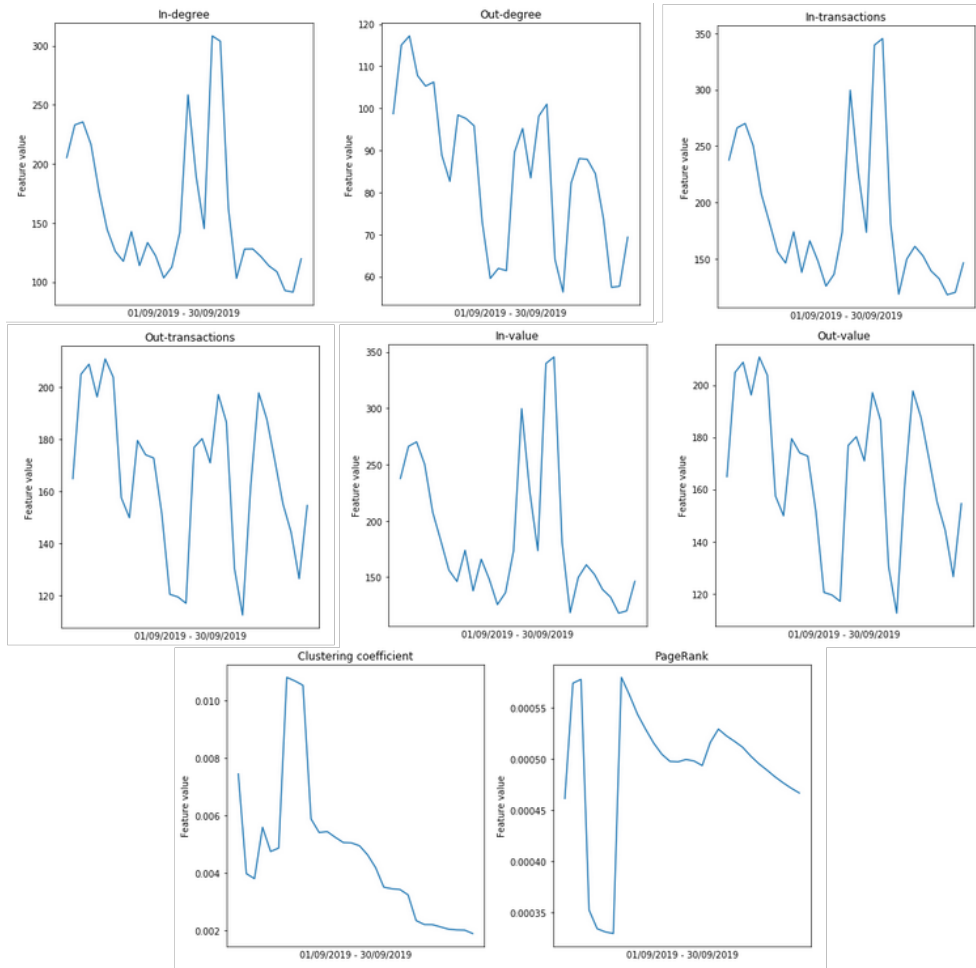 In-degree
Feature value
300
250
200
150
100
01/09/2019 - 30/09/2019
Out-degree
Feature value
120
110
100
90
80
70
60
01/09/2019 - 30/09/2019
In-transactions
Feature value
350
300
250
200
150
01/09/2019 - 30/09/2019
Out-transactions
Feature value
200
180
160
140
120
01/09/2019 - 30/09/2019
In-value
Feature value
350
300
250
200
150
01/09/2019 - 30/09/2019
Out-value
Feature value
200
180
160
140
120
01/09/2019 - 30/09/2019
Clustering coefficient
Feature value
0.010
0.008
0.006
0.004
0.002
01/09/2019 - 30/09/2019
PageRank
Feature value
0.00055
0.00050
0.00045
0.00040
0.00035
01/09/2019 - 30/09/2019